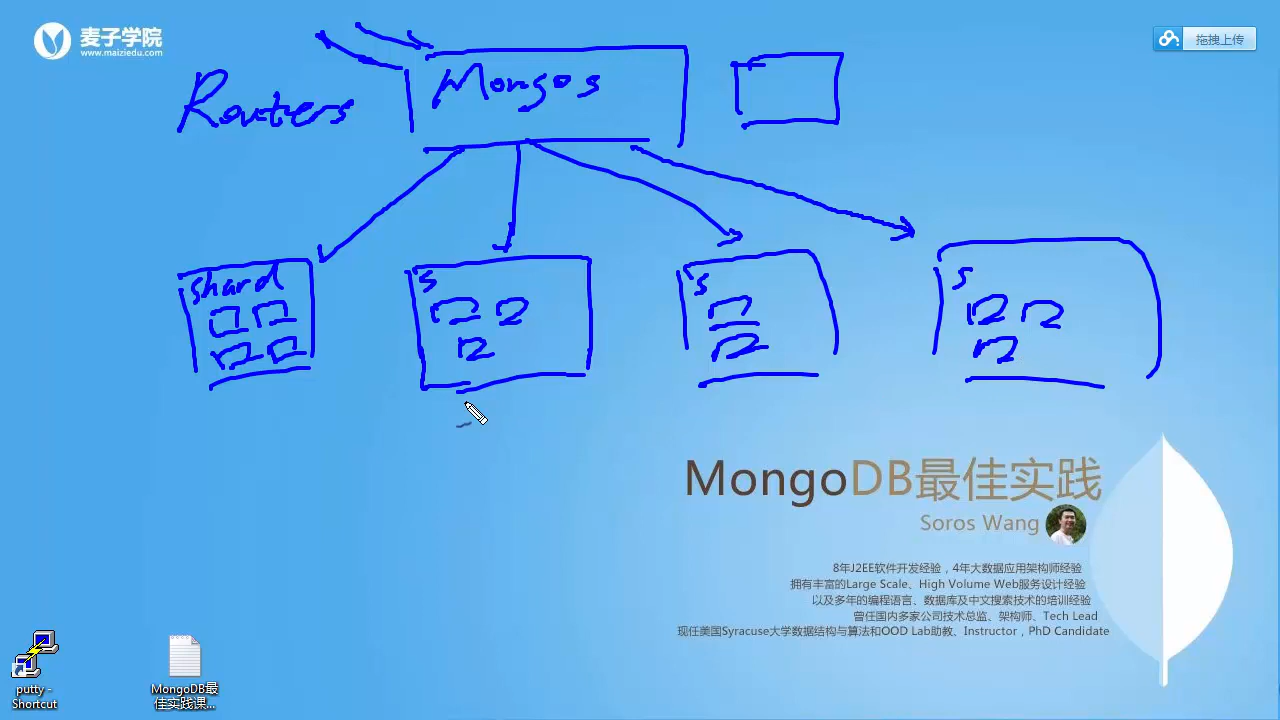 麦子学院
www.maiziedu.com
拖拽上传
Routers
Mongos
shard
s
s
s
MongoDB最佳实践
Soros Wang
8年J2EE软件开发经验，4年大数据应用架构师经验
拥有丰富的Large Scale、High Volume Web服务设计经验
以及多年的编程语言、数据库及中文搜索技术的培训经验
曾任国内多家公司技术总监、架构师、Tech Lead
现任美国Syracuse大学数据结构与算法和OOD Lab助教、Instructor，PhD Candidate
putty -
Shortcut
MongoDB最
佳实践课...